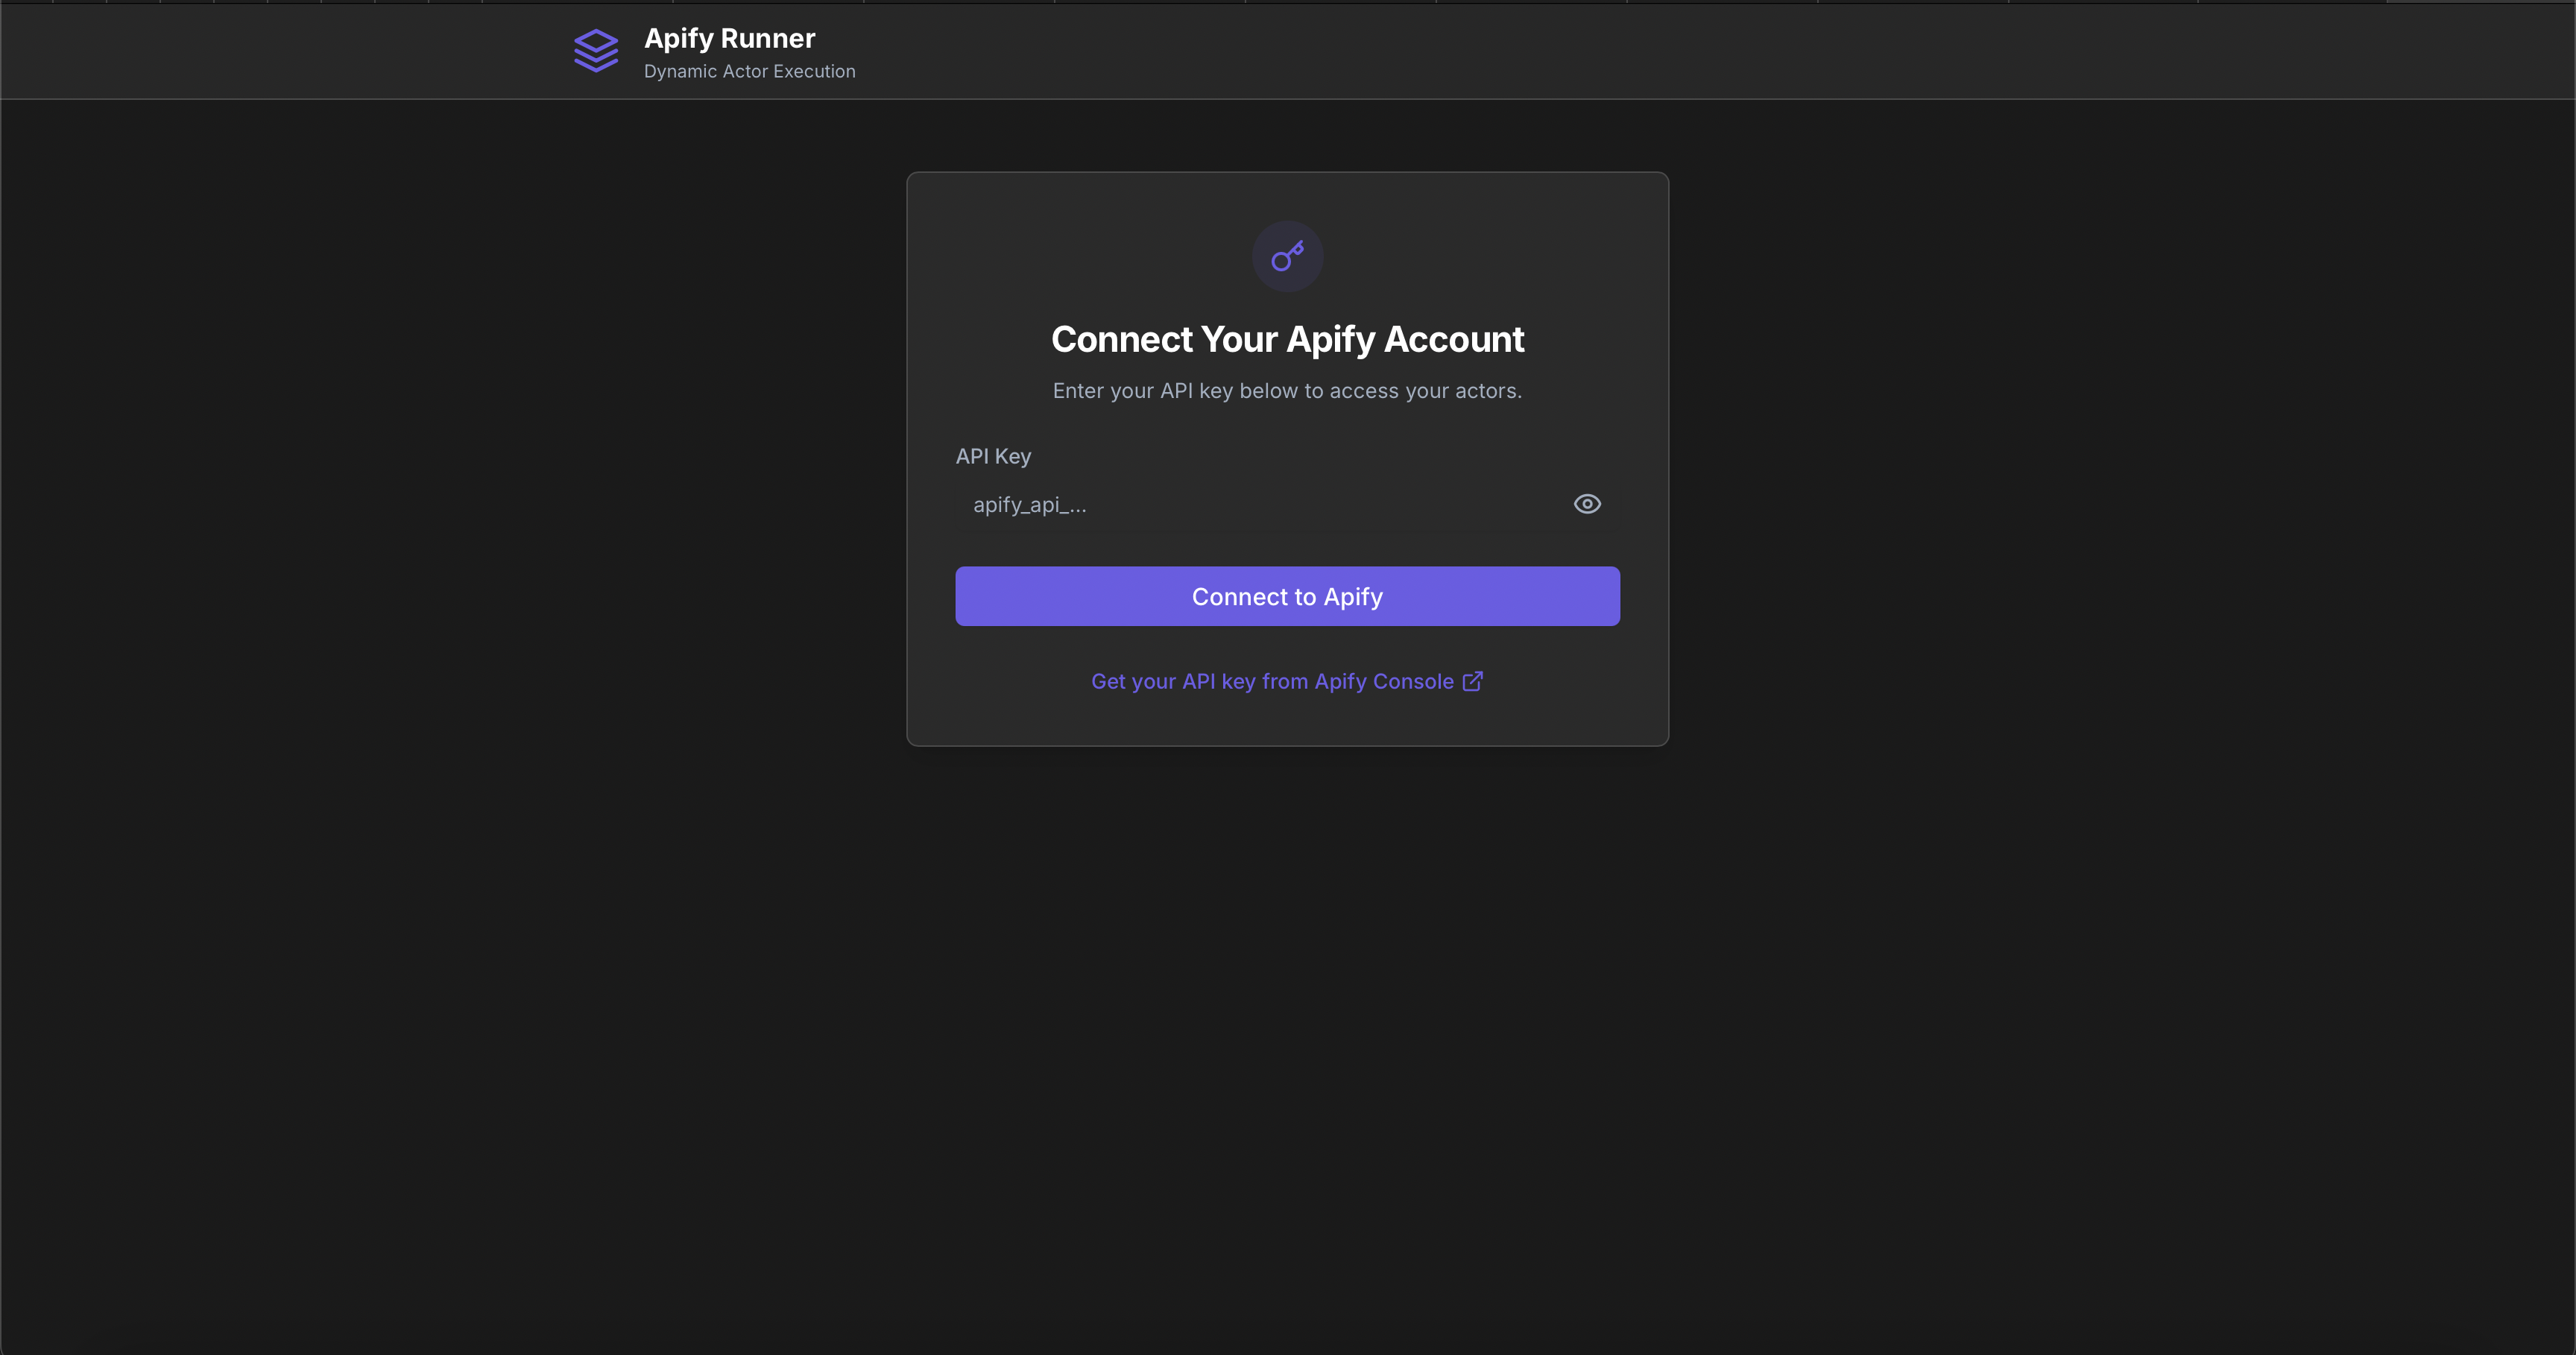 Apify Runner
Dynamic Actor Execution
Connect Your Apify Account
Enter your API key below to access your actors.
API Key
apify_api_...
Connect to Apify
Get your API key from Apify Console